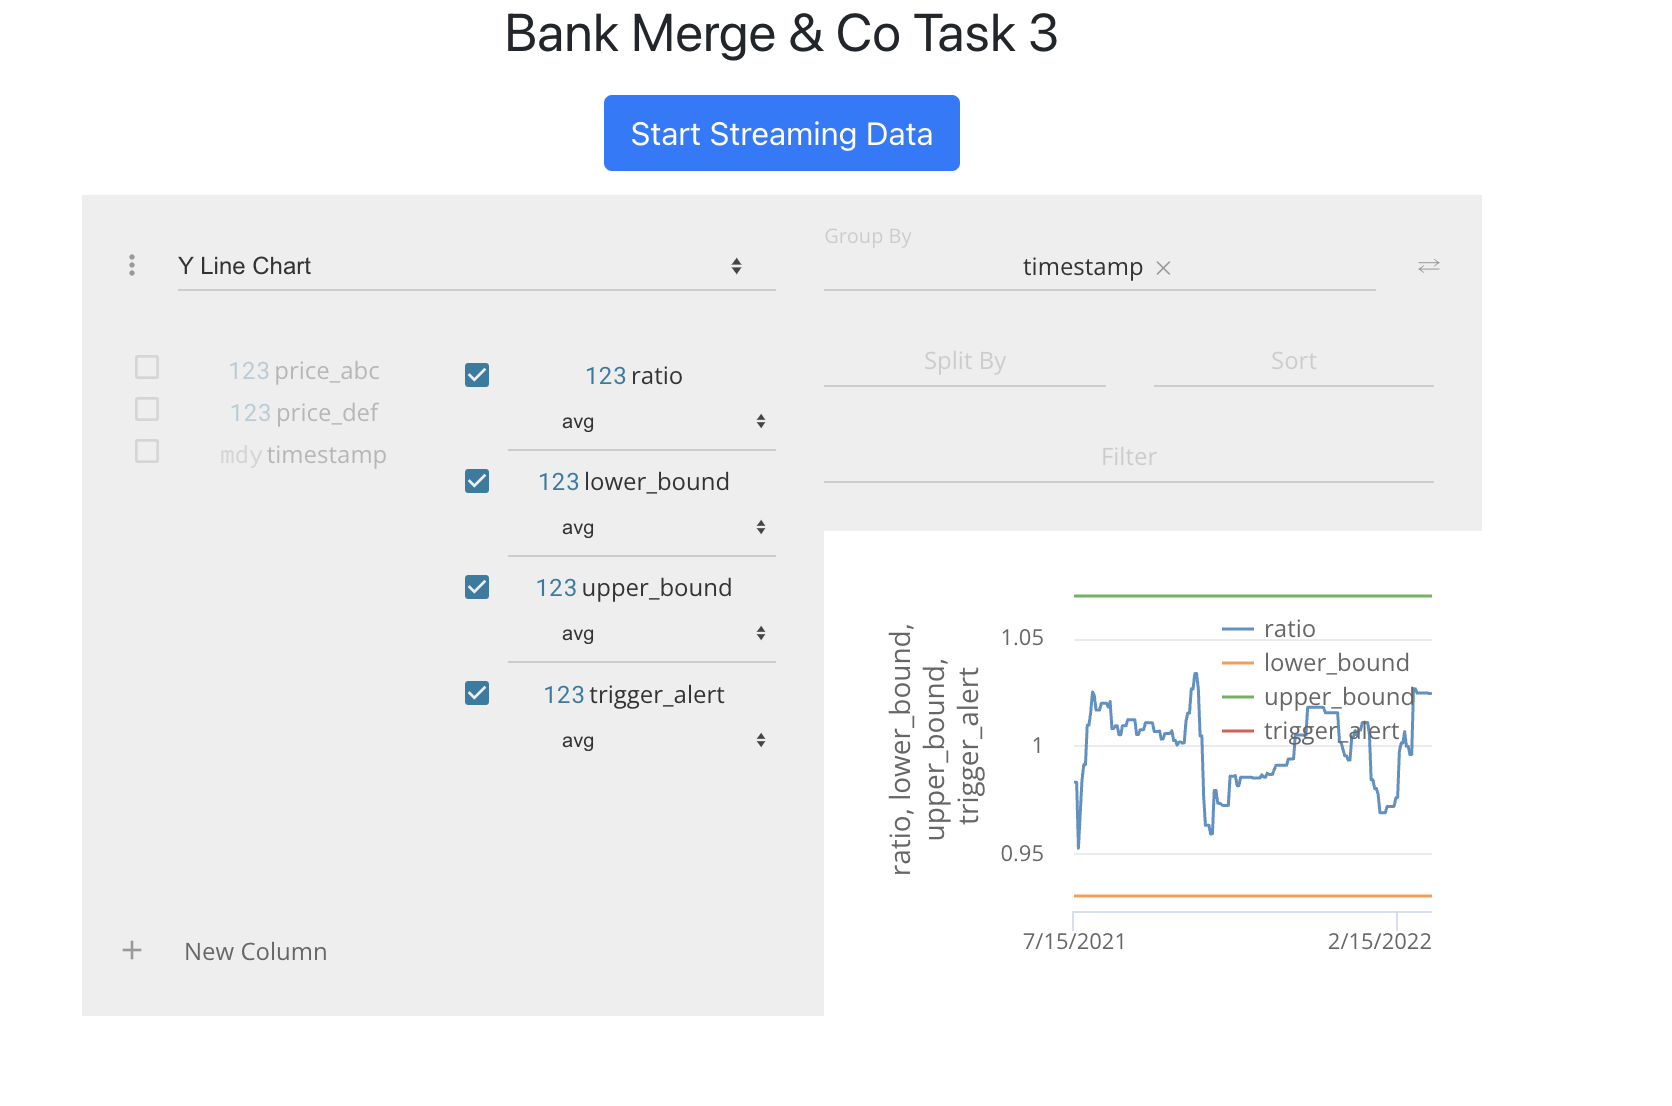 Bank Merge & Co Task 3
Start Streaming Data
Y Line Chart
Group By
timestamp
123 price_abc
123 price_def
mdy timestamp
123 ratio
avg
123 lower_bound
avg
123 upper_bound
avg
123 trigger_alert
avg
Split By
Sort
Filter
New Column
ratio, lower_bound,
upper_bound,
trigger_alert
1.05
1
0.95
ratio
lower_bound
upper_bound
trigger_alert
7/15/2021
2/15/2022